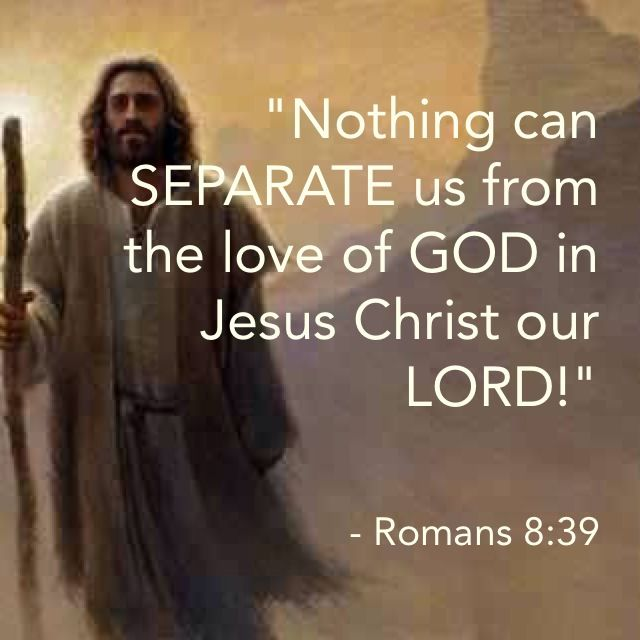 "Nothing can
SEPARATE us from
the love of GOD in
Jesus Christ our
LORD!"
- Romans 8:39